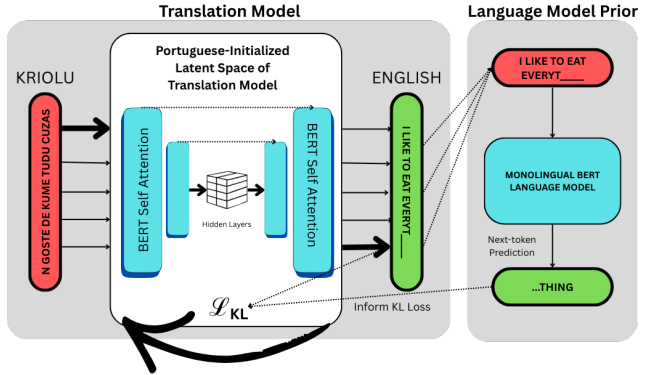 Translation Model
Language Model Prior
Portuguese-Initialized
Latent Space of
Translation Model
KRIOLU
N GOSTE DE KUME TUDU CUZAS
BERT Self Attention
Hidden Layers
BERT Self Attention
ENGLISH
I LIKE TO EAT EVERYT___
ℒ KL
Inform KL Loss
I LIKE TO EAT
EVERYT____
MONOLINGUAL BERT
LANGUAGE MODEL
Next-token
Prediction
...THING